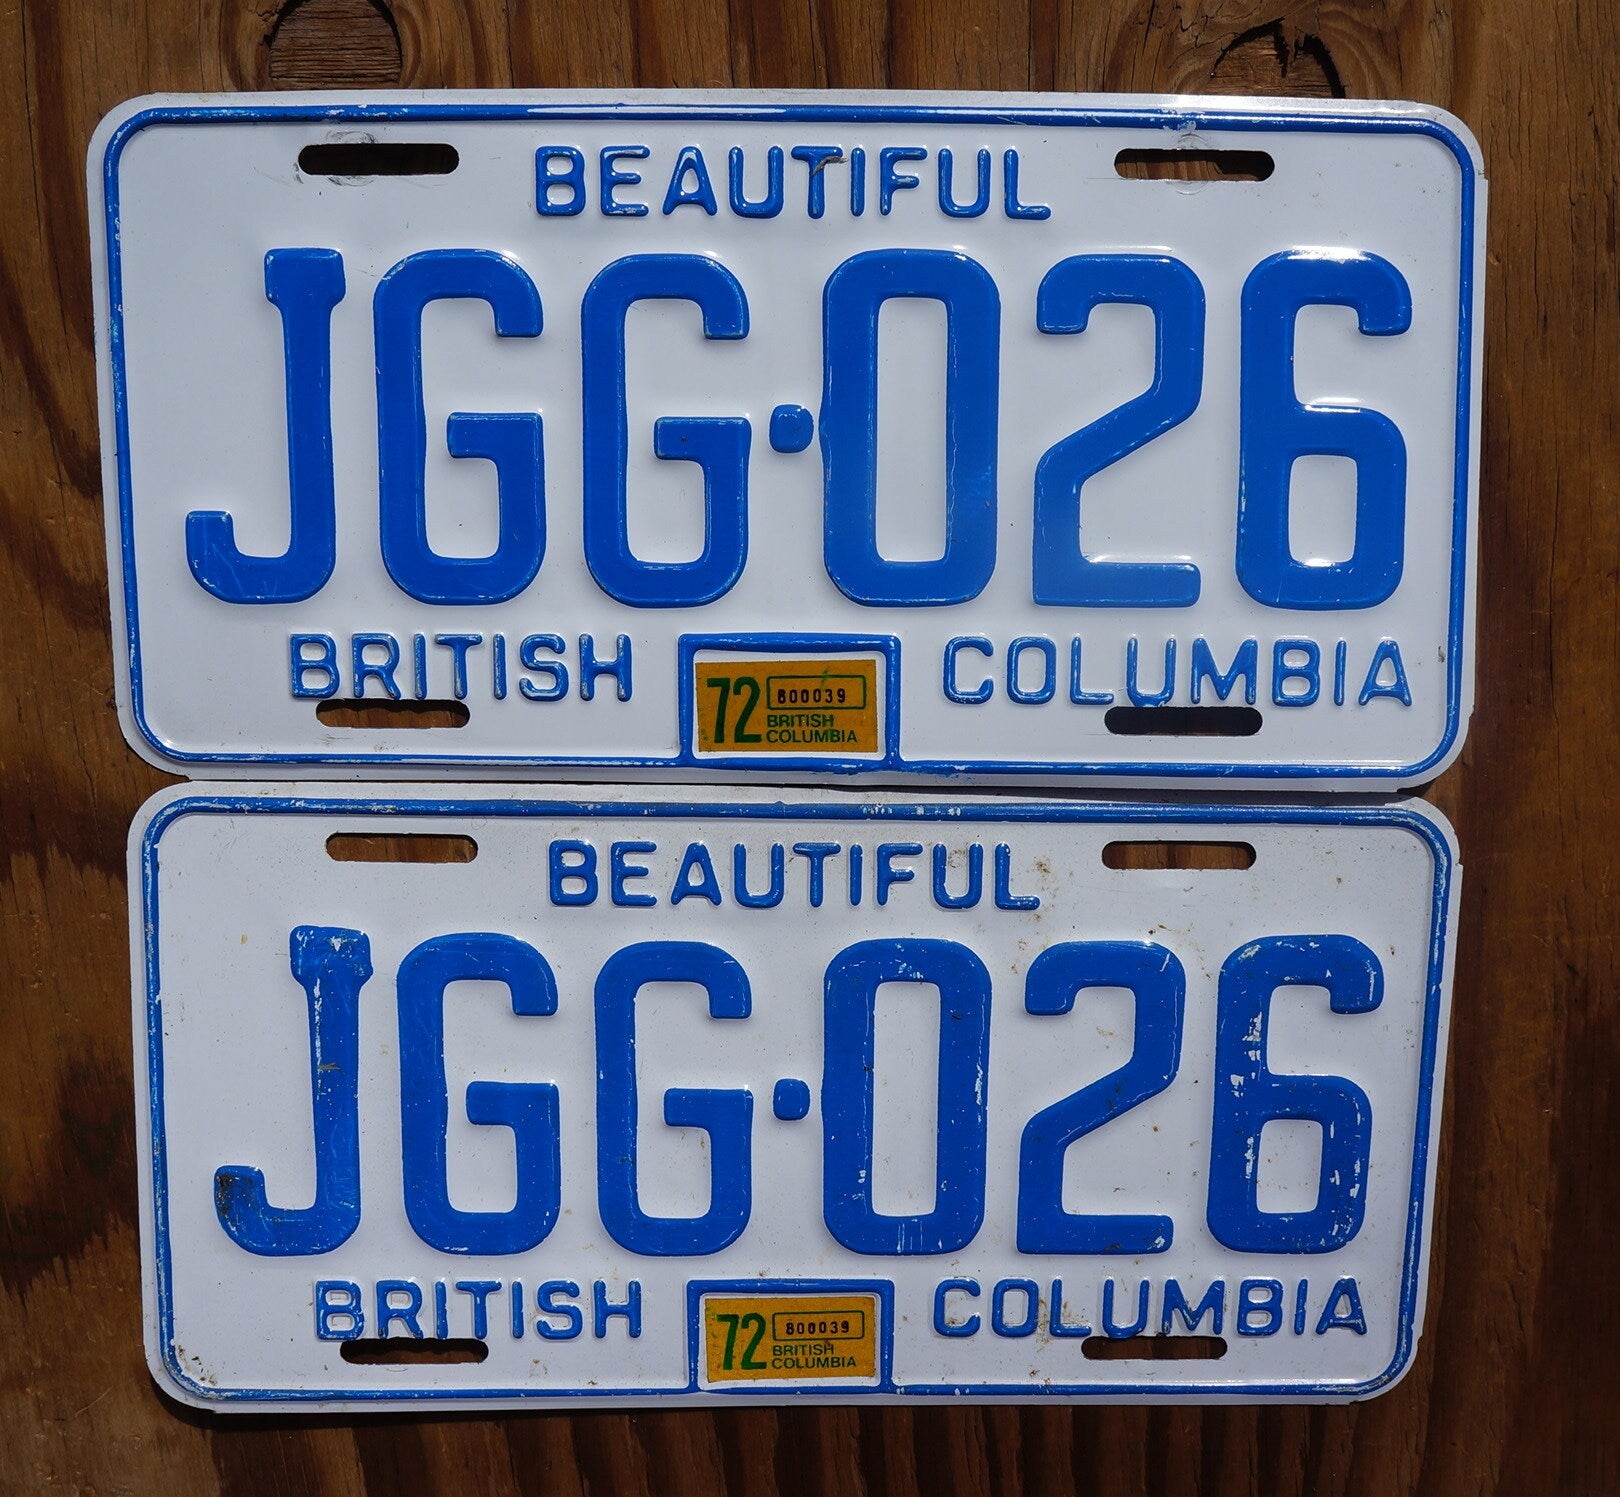 BEAUTIFUL
JGG·026
BRITISH COLUMBIA
72 800039
BRITISH
COLUMBIA
BEAUTIFUL
JGG·026
BRITISH COLUMBIA
72 800039
BRITISH
COLUMBIA